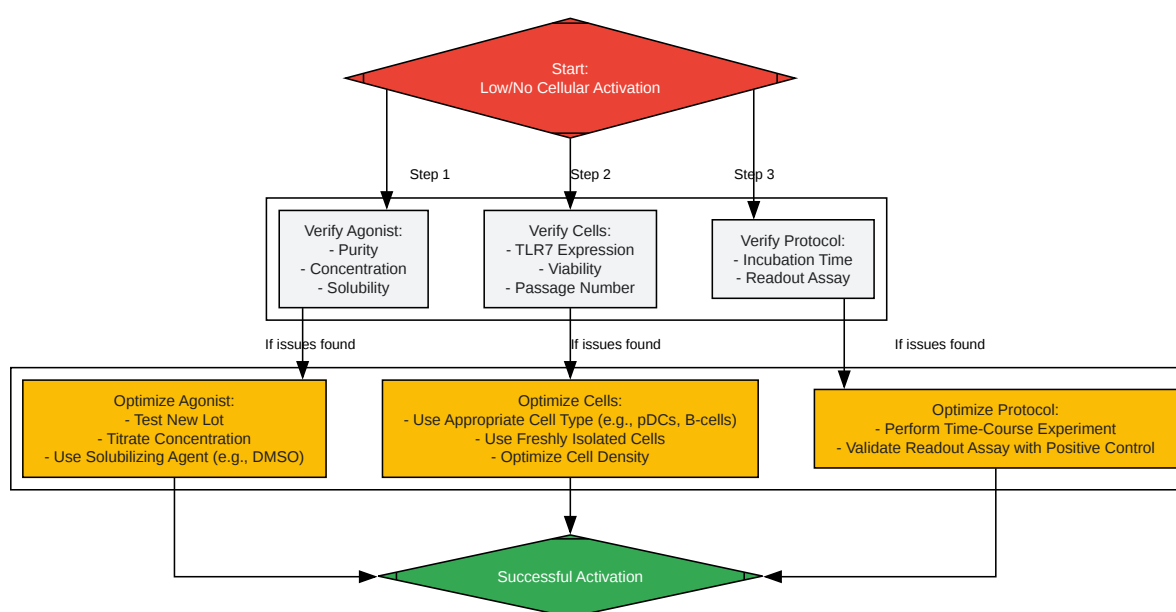 Start:
Low/No Cellular Activation
Step 1
Step 2
Step 3
Verify Agonist:
- Purity
- Concentration
- Solubility
Verify Cells:
- TLR7 Expression
- Viability
- Passage Number
Verify Protocol:
- Incubation Time
- Readout Assay
If issues found
If issues found
If issues found
Optimize Agonist:
- Test New Lot
- Titrate Concentration
- Use Solubilizing Agent (e.g., DMSO)
Optimize Cells:
- Use Appropriate Cell Type (e.g., pDCs, B-cells)
- Use Freshly Isolated Cells
- Optimize Cell Density
Optimize Protocol:
- Perform Time-Course Experiment
- Validate Readout Assay with Positive Control
Successful Activation